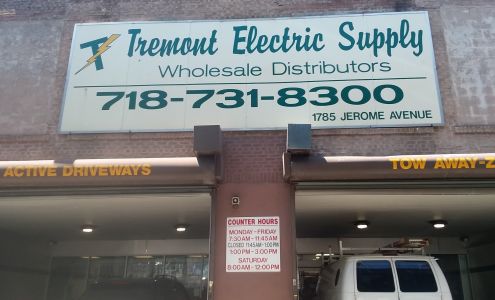 T Tremont Electric Supply
Wholesale Distributors
718-731-8300
1785 JEROME AVENUE
ACTIVE DRIVEWAYS
TOW AWAY-Z
COUNTER HOURS
MONDAY-FRIDAY
7:30AM-11:45AM
CLOSED 11:45AM-1:00PM
1:00PM-3:00PM
SATURDAY
8:00AM-12:00PM